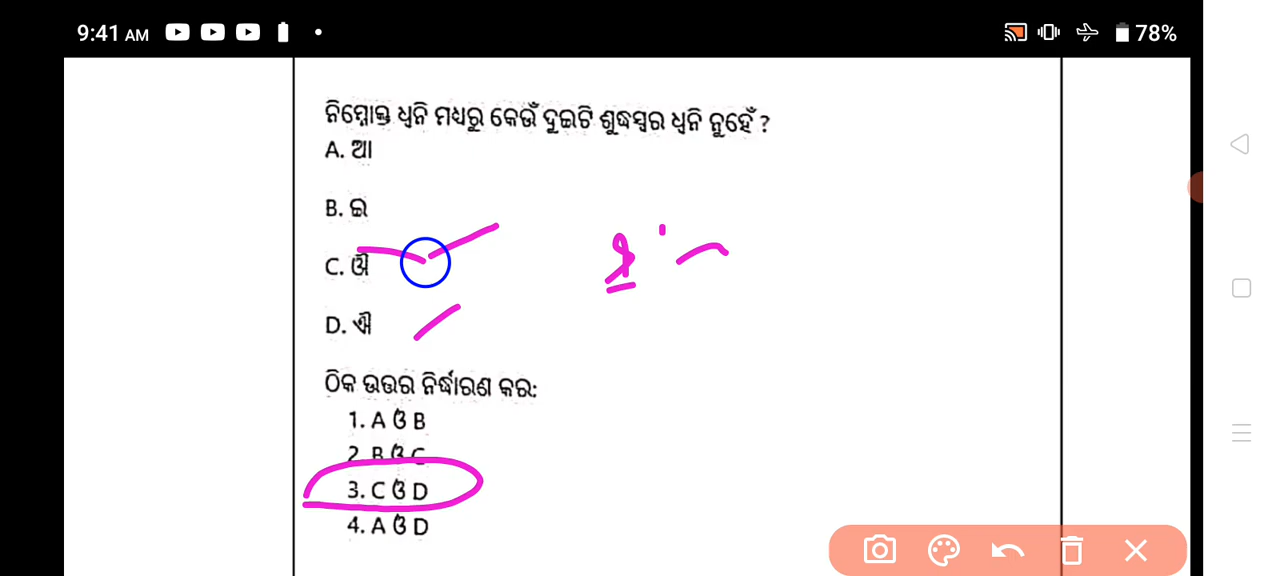 9:41 AM 78%
ନିମ୍ନୋକ୍ତ ଧ୍ୱନି ମଧ୍ୟରୁ କେଉଁ ଦୁଇଟି ଶୁଦ୍ଧସ୍ୱର ଧ୍ୱନି ନୁହେଁ ?
A. ଆ
B. ଇ
C. ଔ
D. ଐ
ଠିକ ଉତ୍ତର ନିର୍ଦ୍ଧାରଣ କର:
1. A ଓ B
2. B ଓ C
3. C ଓ D
4. A ଓ D